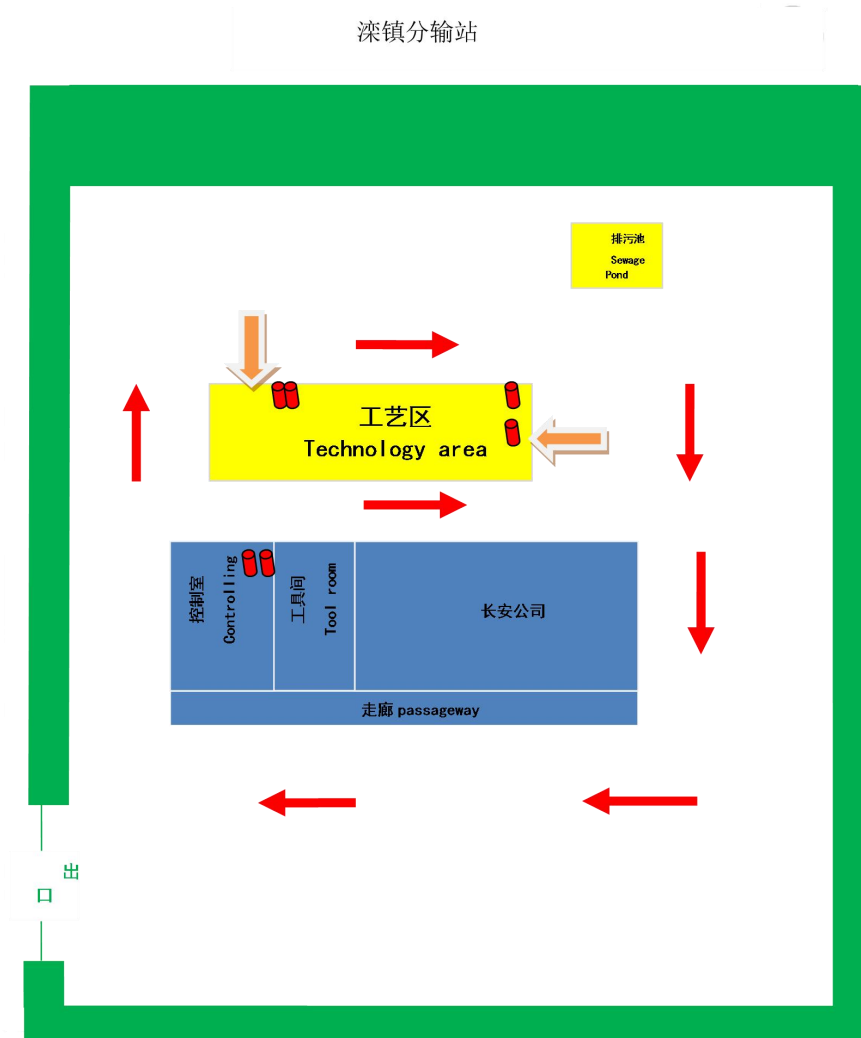 滦镇分输站
排污池
Sewage
Pond
工艺区
Technology area
控制室
Controlling
工具间
Tool room
长安公司
走廊 passageway
出
口